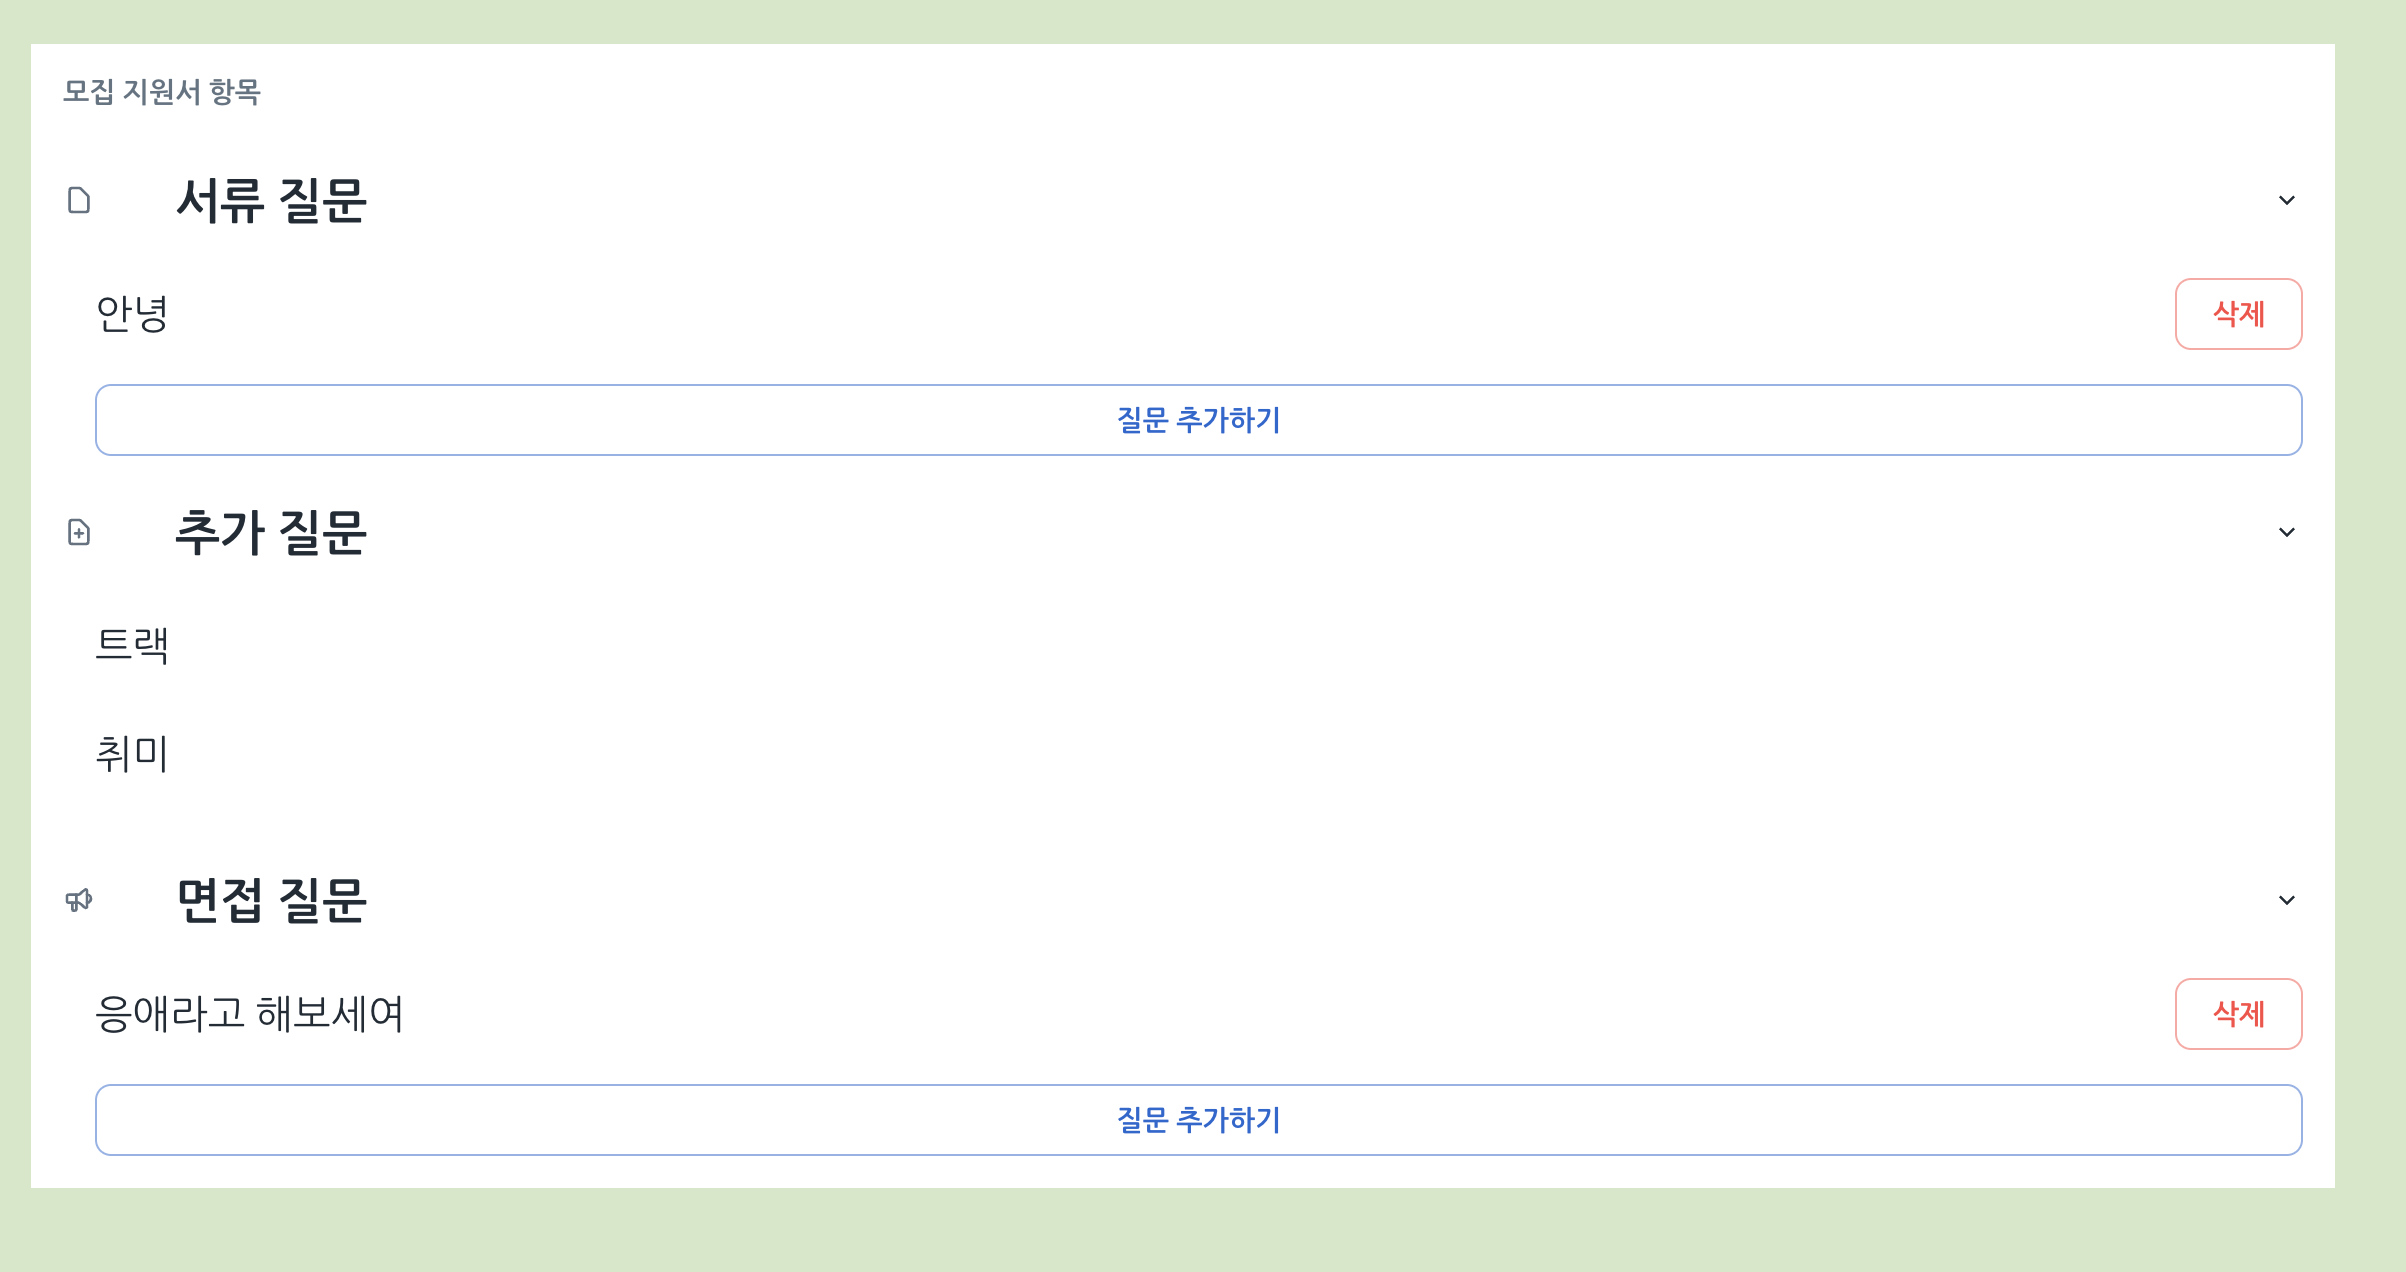 모집 지원서 항목
서류 질문
안녕
삭제
질문 추가하기
추가 질문
트랙
취미
면접 질문
응애라고 해보세여
삭제
질문 추가하기